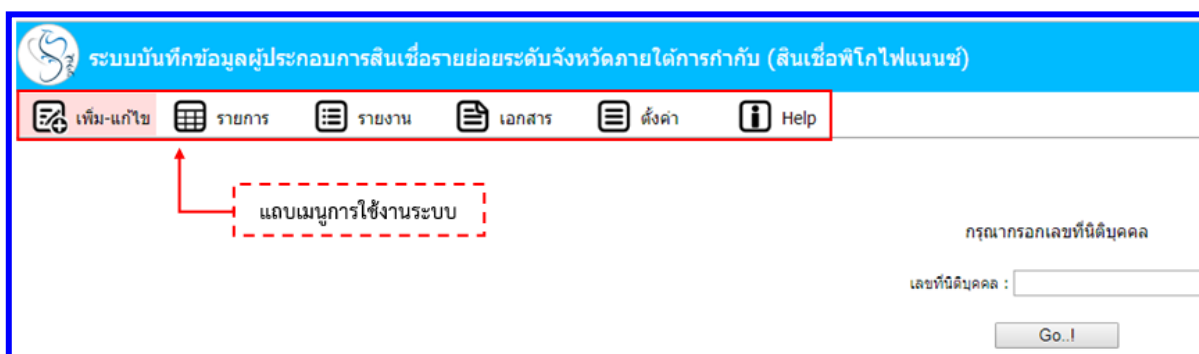 ระบบบันทึกข้อมูลผู้ประกอบการสินเชื่อรายย่อยระดับจังหวัดภายใต้การกำกับ (สินเชื่อพิโกไฟแนนซ์)
เพิ่ม-แก้ไข รายการ รายงาน เอกสาร ตั้งค่า Help
แถบเมนูการใช้งานระบบ
กรุณากรอกเลขที่นิติบุคคล
เลขที่นิติบุคคล :
Go..!